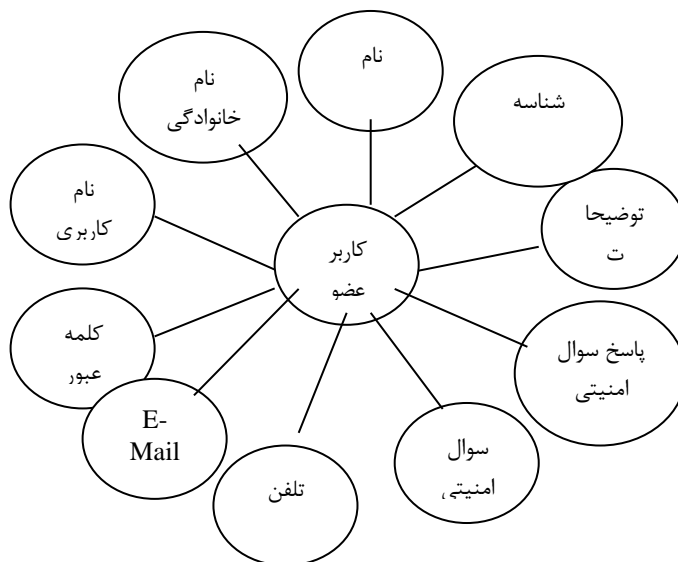 نام
نام
خانوادگی
شناسه
نام
کاربری
توضیحا
ت
کاربر
عضو
کلمه
عبور
پاسخ سوال
امنیتی
E-
Mail
سوال
امنیتی
تلفن